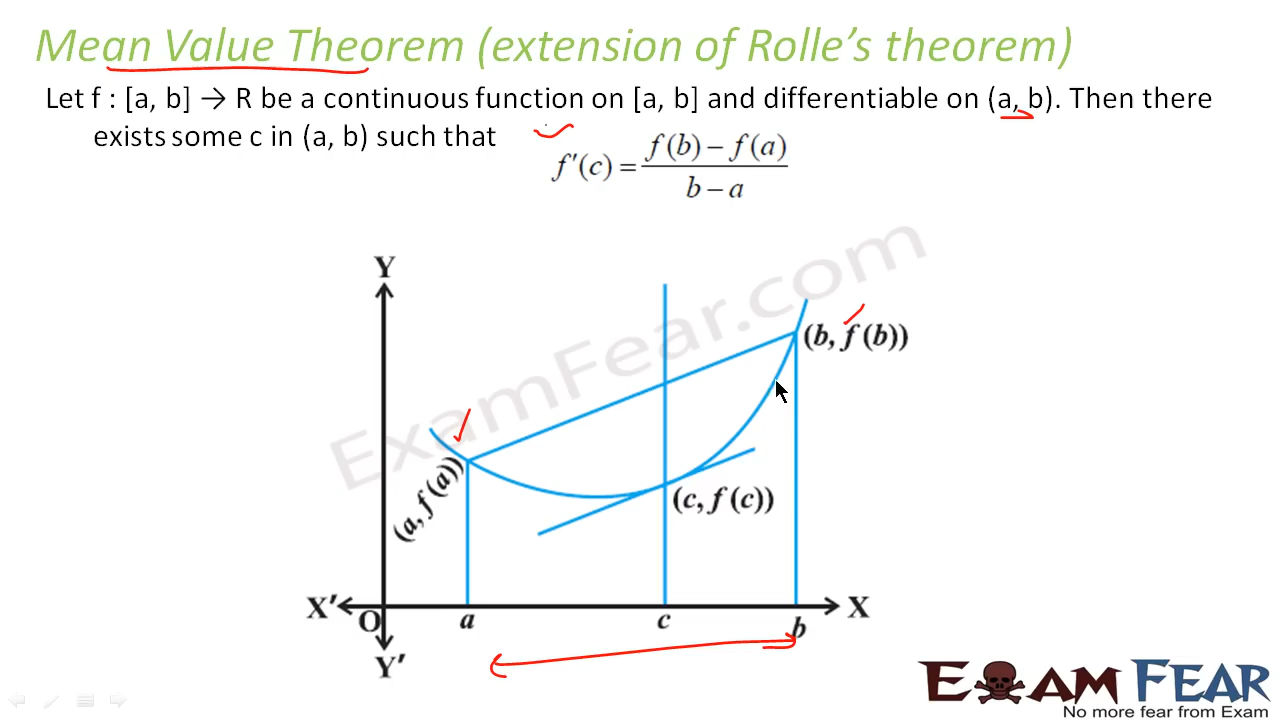 Mean Value Theorem (extension of Rolle's theorem)
Let f : [a, b] → R be a continuous function on [a, b] and differentiable on (a, b). Then there
exists some c in (a, b) such that
f′(c) = f(b) − f(a) / b − a
ExamFear.com
Y
(b, f (b))
(a, f (a))
(c, f (c))
X′ O a c b X
Y′
EXAM FEAR
No more fear from Exam